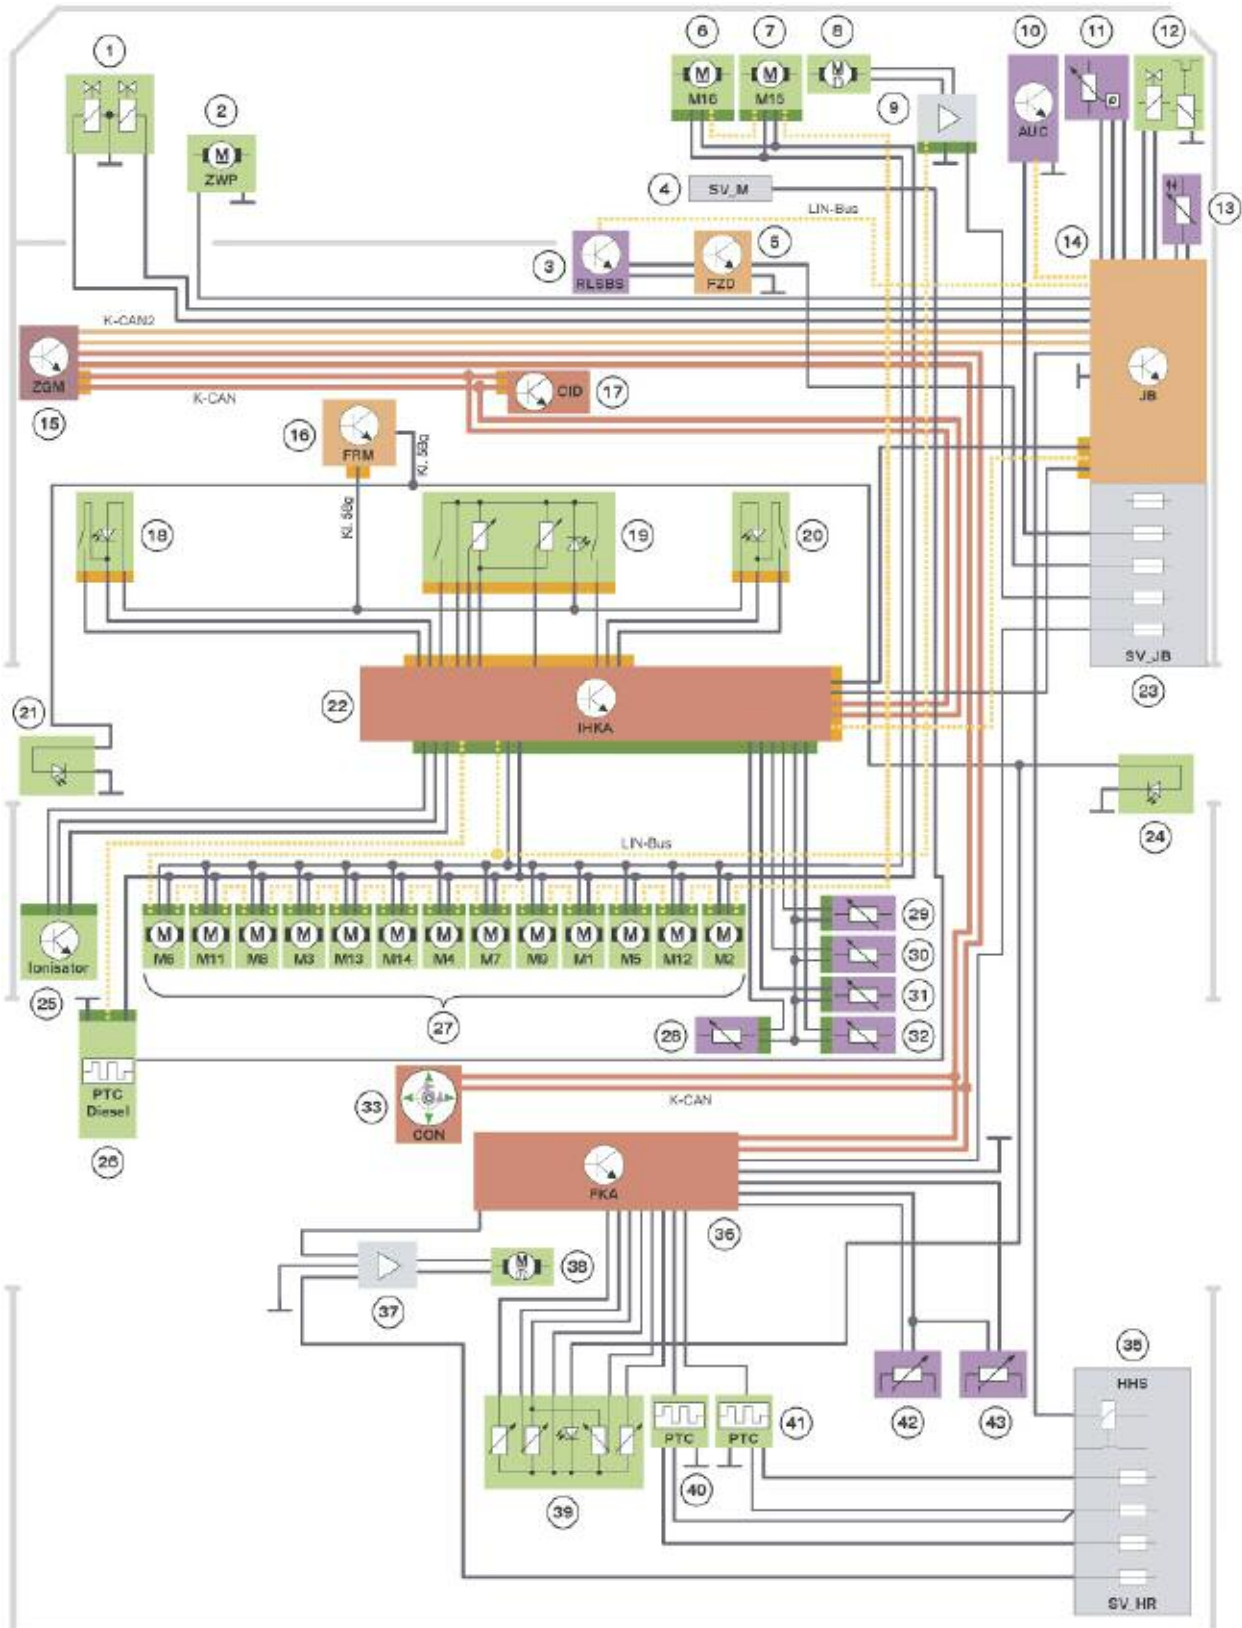 1
2
6
7
8
10
11
12
M
M16
M
M15
M
9
AUC
ZWP
M
4
SV_M
LIN-Bus
13
14
3
RLSBS
5
FZD
K-CAN2
ZGM
15
K-CAN
CID
17
JB
16
FRM
Kl. 58g
Kl. 58g
18
19
20
SV_JB
23
21
22
IHKA
24
LIN-Bus
M
M
M
M
M
M
M
M
M
M
M
M
M
M6
M11
M8
M3
M13
M14
M4
M7
M9
M1
M5
M12
M2
29
30
31
32
Ionisator
25
27
28
PTC
Diesel
26
33
CON
K-CAN
FKA
36
37
M
38
35
HHS
39
PTC
40
PTC
41
42
43
SV_HR